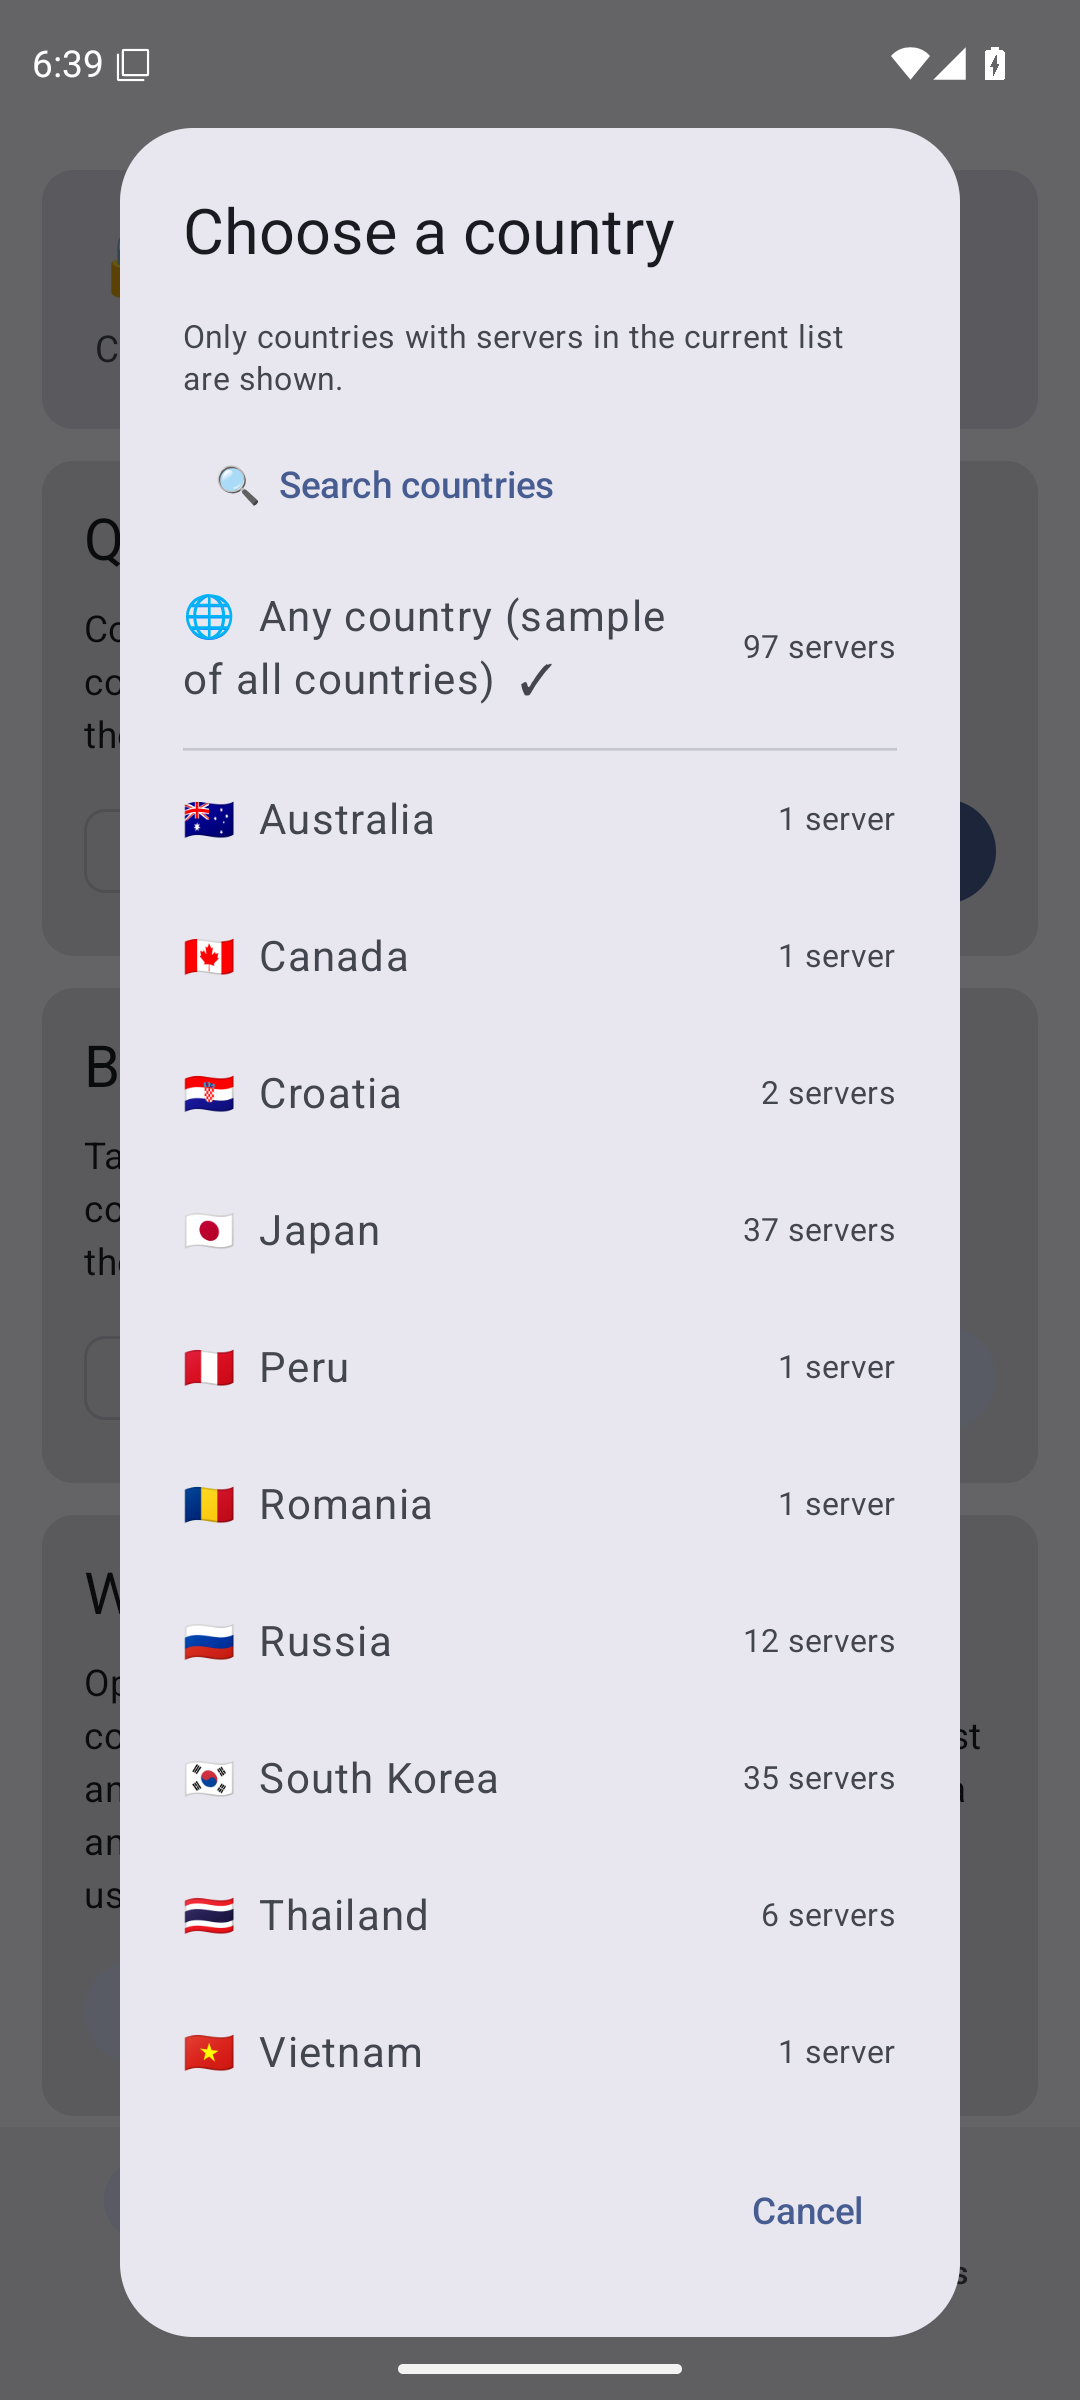 6:39
Choose a country
Only countries with servers in the current list
are shown.
🔍 Search countries
🌐 Any country (sample
of all countries) ✓
97 servers
Australia 1 server
Canada 1 server
Croatia 2 servers
Japan 37 servers
Peru 1 server
Romania 1 server
Russia 12 servers
South Korea 35 servers
Thailand 6 servers
Vietnam 1 server
Cancel